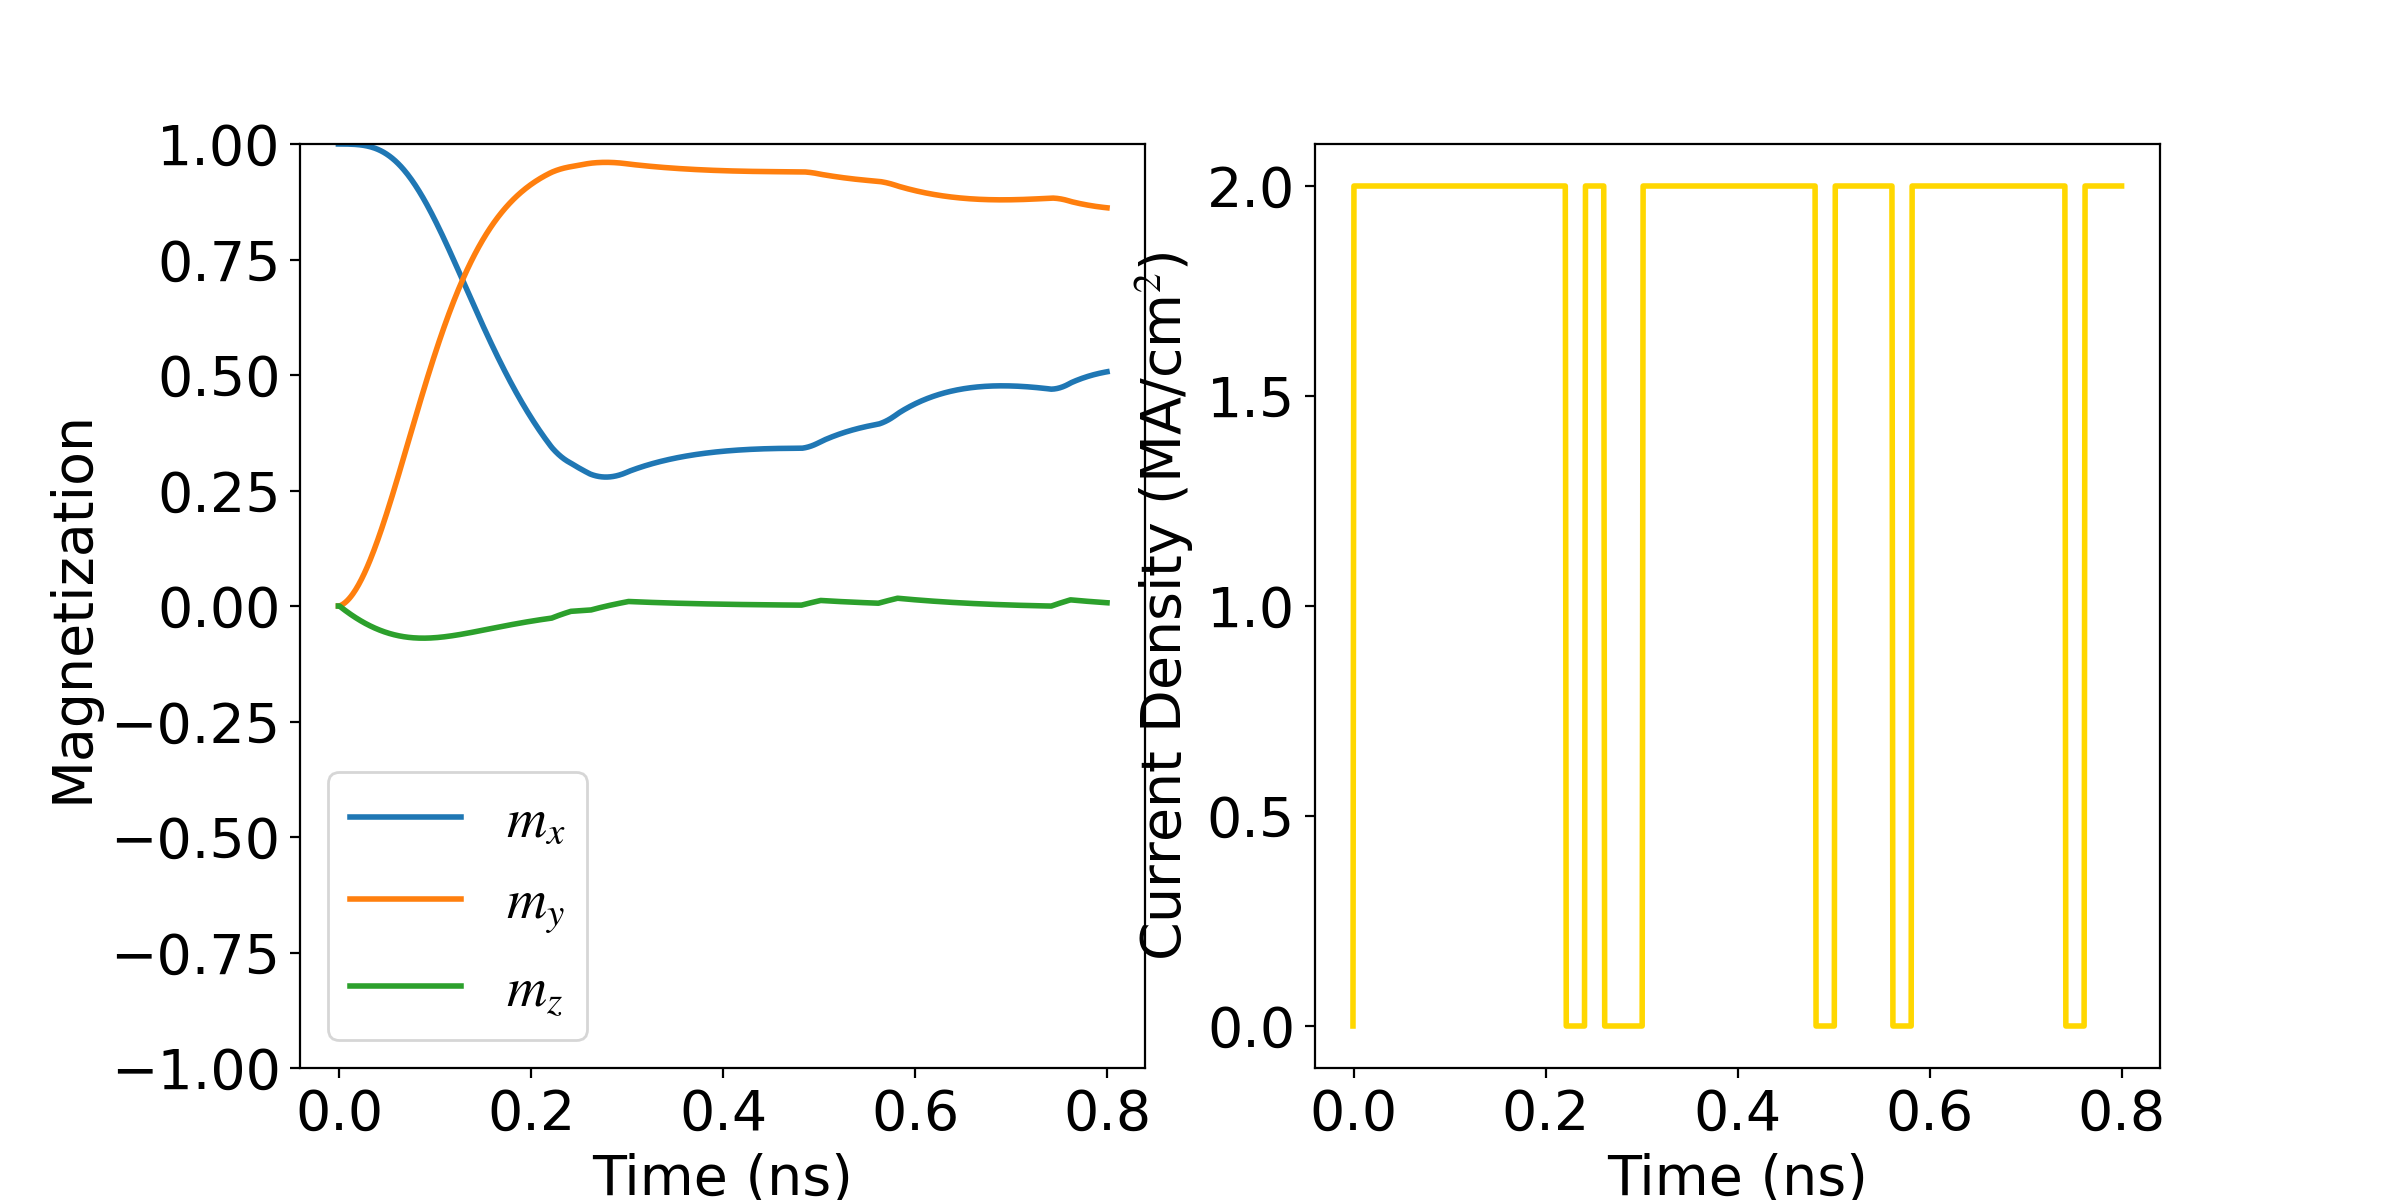 1.00
0.75
0.50
0.25
0.00
−0.25
−0.50
−0.75
−1.00
Magnetization
m_x
m_y
m_z
0.0 0.2 0.4 0.6 0.8
Time (ns)
2.0
1.5
1.0
0.5
0.0
Current Density (MA/cm²)
0.0 0.2 0.4 0.6 0.8
Time (ns)